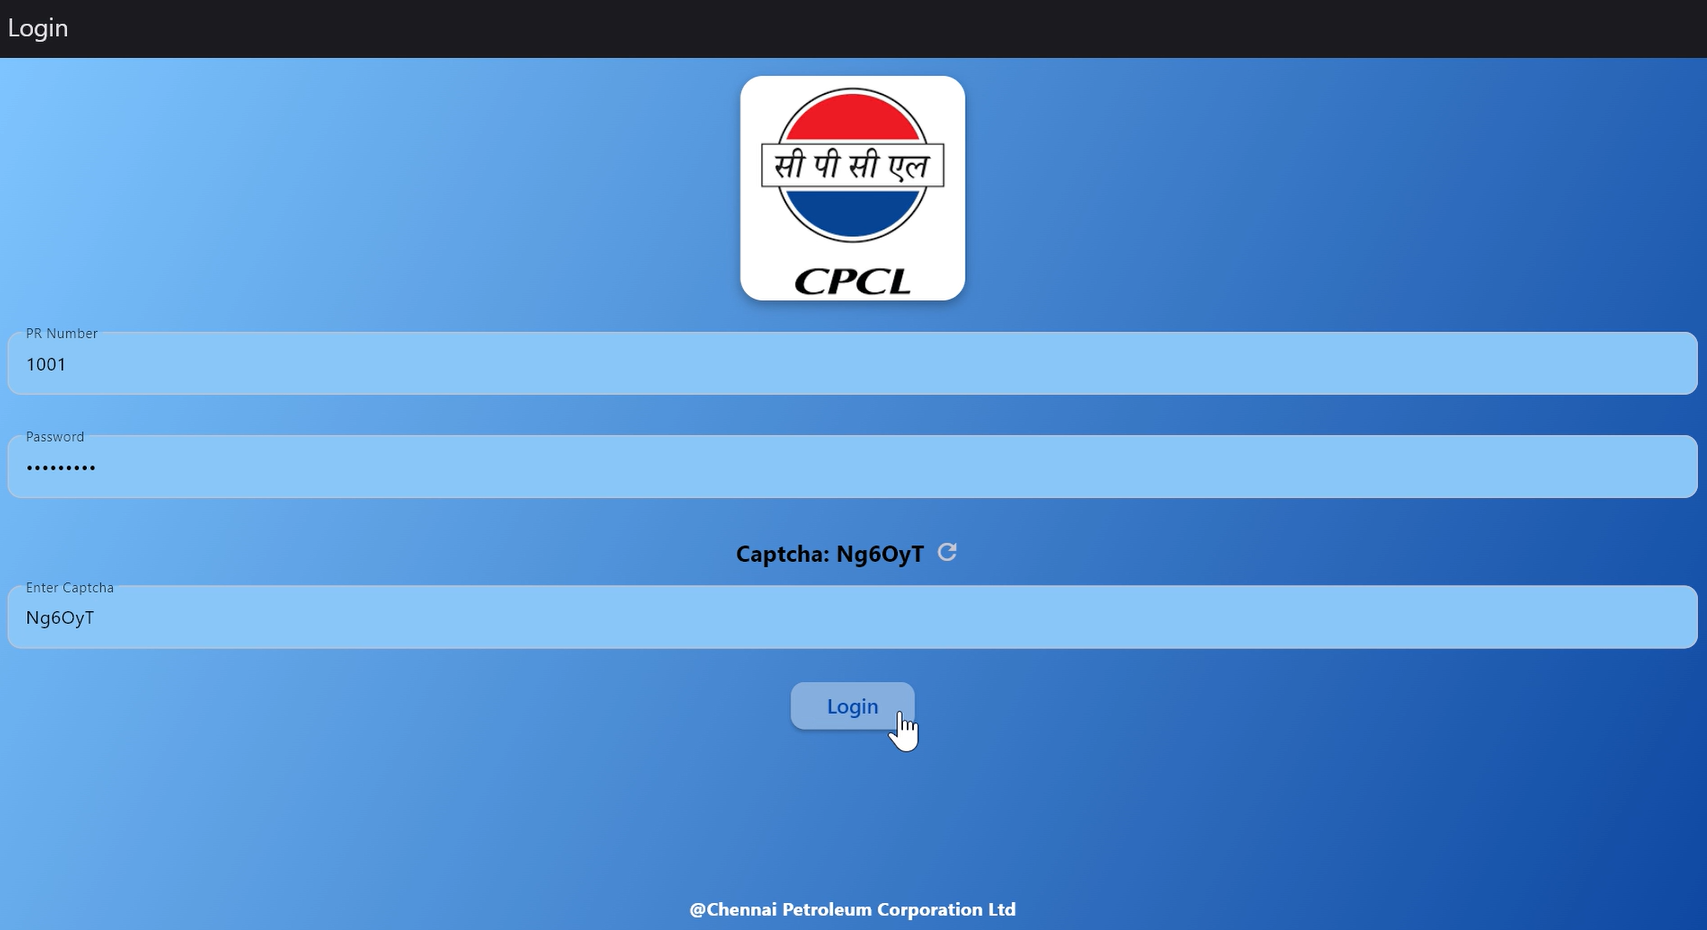 Login
सी पी सी एल
CPCL
PR Number
1001
Password
•••••••••
Captcha: Ng6OyT
Enter Captcha
Ng6OyT
Login
@Chennai Petroleum Corporation Ltd